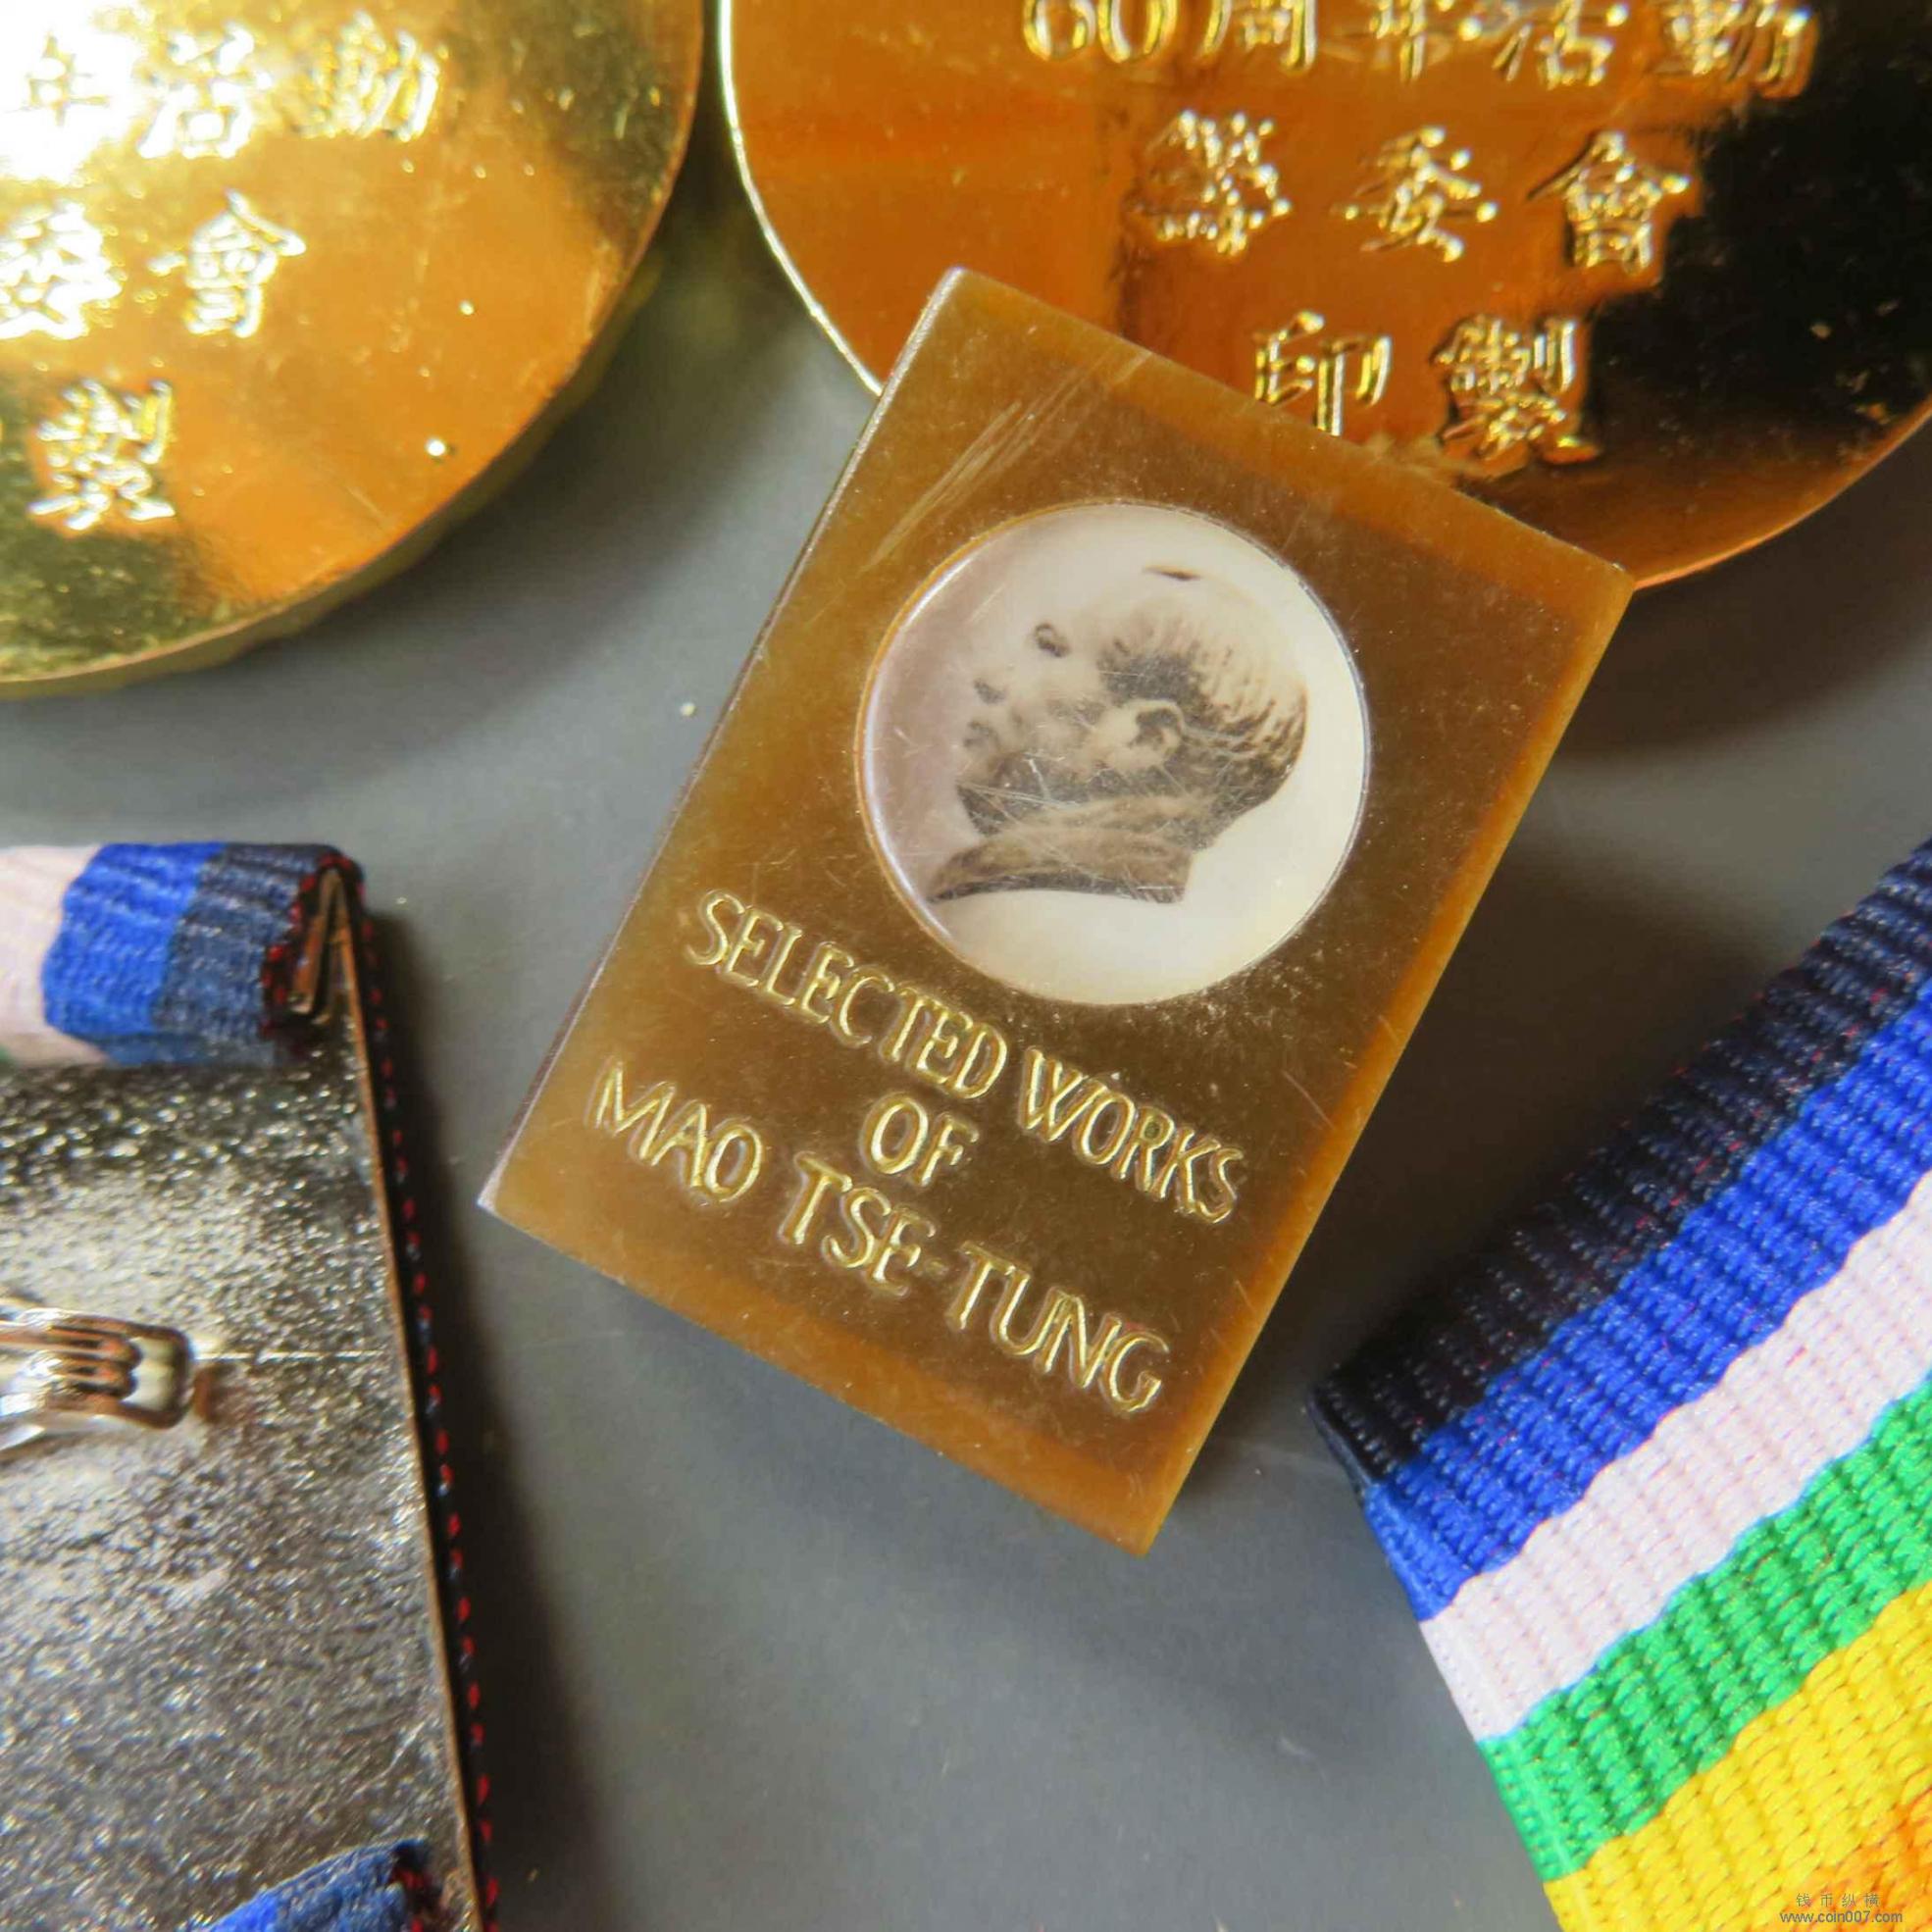 年活動
委會
製
60周年活動
籌委會
印製
SELECTED WORKS
OF
MAO TSE-TUNG
钱币纵横
www.coin007.com